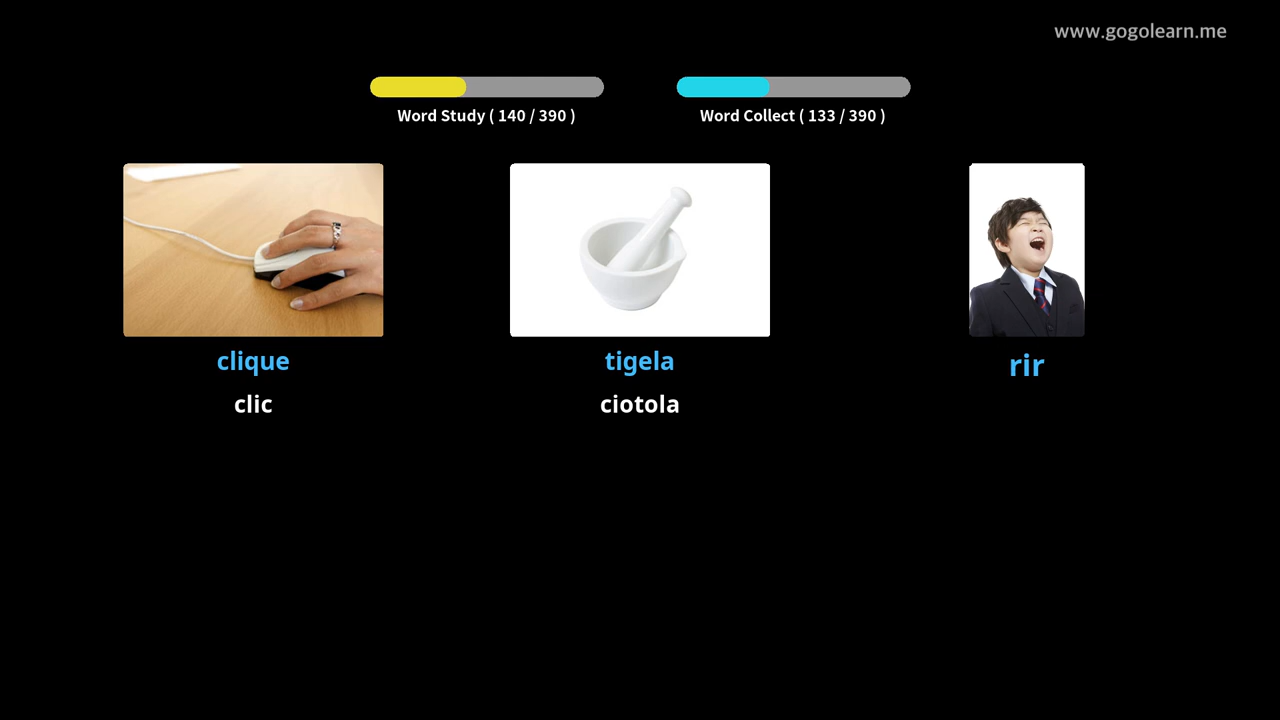 www.gogolearn.me
Word Study ( 140 / 390 )
Word Collect ( 133 / 390 )
clique
clic
tigela
ciotola
rir